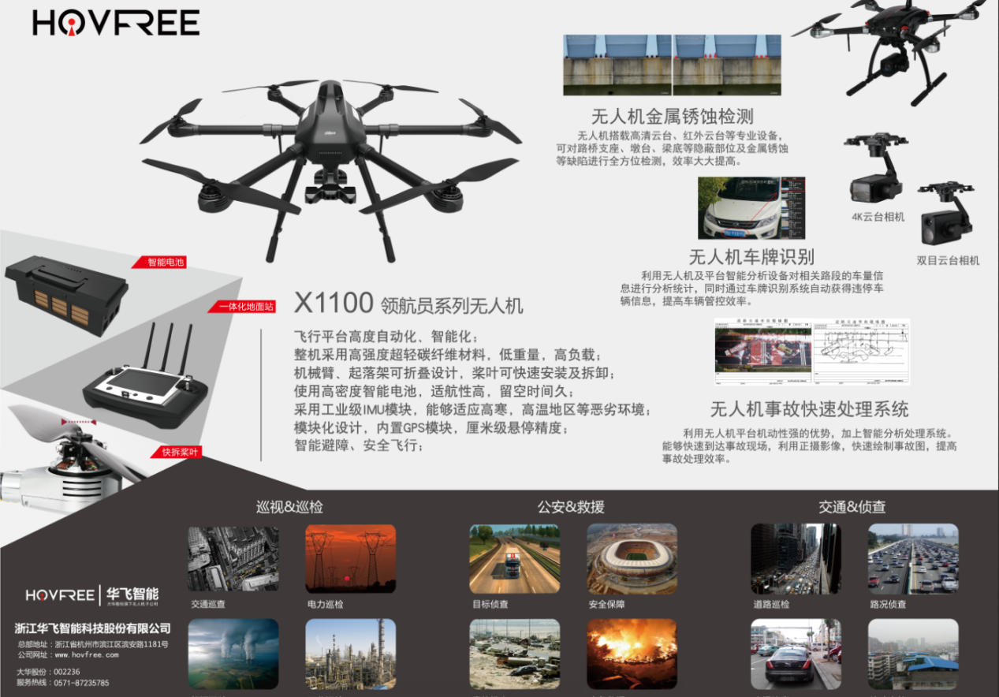 HOVFREE
无人机金属锈蚀检测
无人机搭载高清云台、红外云台等专业设备，
可对路桥支座、墩台、梁底等隐蔽部位及金属锈蚀
等缺陷进行全方位检测，效率大大提高。
4K云台相机
双目云台相机
无人机车牌识别
利用无人机及平台智能分析设备对相关路段的车量信
息进行分析统计，同时通过车牌识别系统自动获得违停车
辆信息，提高车辆管控效率。
无人机事故快速处理系统
利用无人机平台机动性强的优势，加上智能分析处理系统。
能够快速到达事故现场，利用正摄影像，快速绘制事故图，提高
事故处理效率。
智能电池
一体化地面站
快拆桨叶
X1100 领航员系列无人机
飞行平台高度自动化、智能化；
整机采用高强度超轻碳纤维材料，低重量，高负载；
机械臂、起落架可折叠设计，桨叶可快速安装及拆卸；
使用高密度智能电池，适航性高，留空时间久；
采用工业级IMU模块，能够适应高寒，高温地区等恶劣环境；
模块化设计，内置GPS模块，厘米级悬停精度；
智能避障、安全飞行；
巡视&巡检
交通巡查
电力巡检
公安&救援
目标侦查
安全保障
交通&侦查
道路巡检
路况侦查
HOVFREE 华飞智能
大华股份旗下无人机子公司
浙江华飞智能科技股份有限公司
总部地址：浙江省杭州市滨江区滨安路1181号
公司网址：www.hovfree.com
大华股份：002236
服务热线：0571-87235785